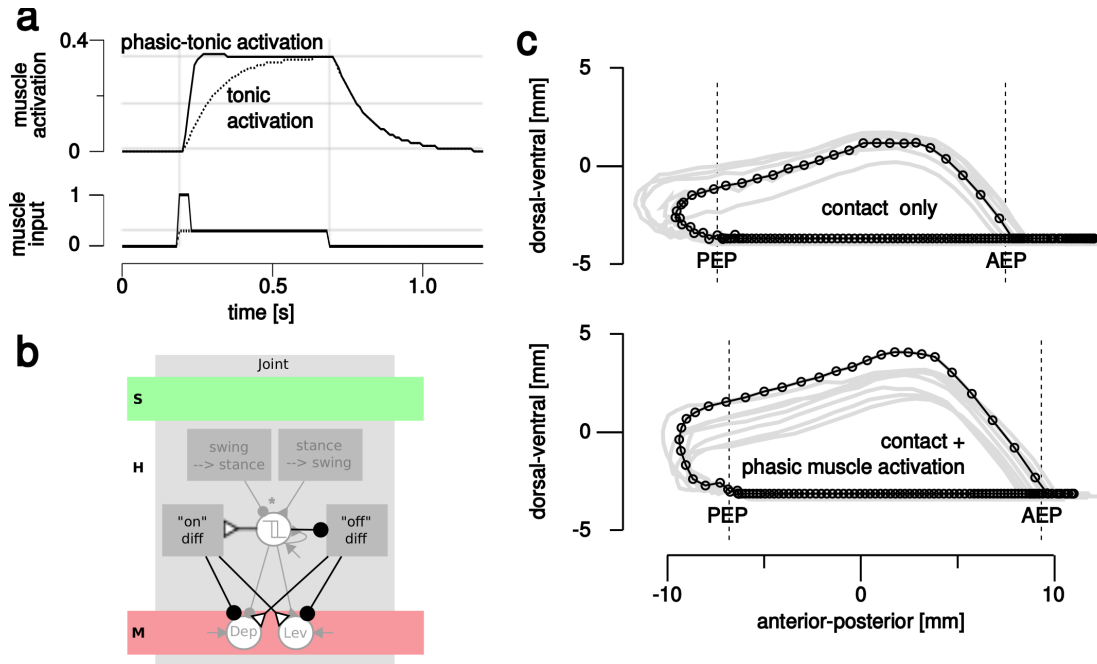 a
0.4
phasic-tonic activation
muscle
activation
tonic
activation
0
1
muscle
input
0
0
0.5
1.0
time [s]
b
Joint
S
H
swing
--> stance
stance
--> swing
*
"on"
diff
"off"
diff
M
Dep
Lev
c
5
dorsal-ventral [mm]
0
contact only
-5
PEP
AEP
5
dorsal-ventral [mm]
0
contact +
phasic muscle activation
-5
PEP
AEP
-10
0
10
anterior-posterior [mm]